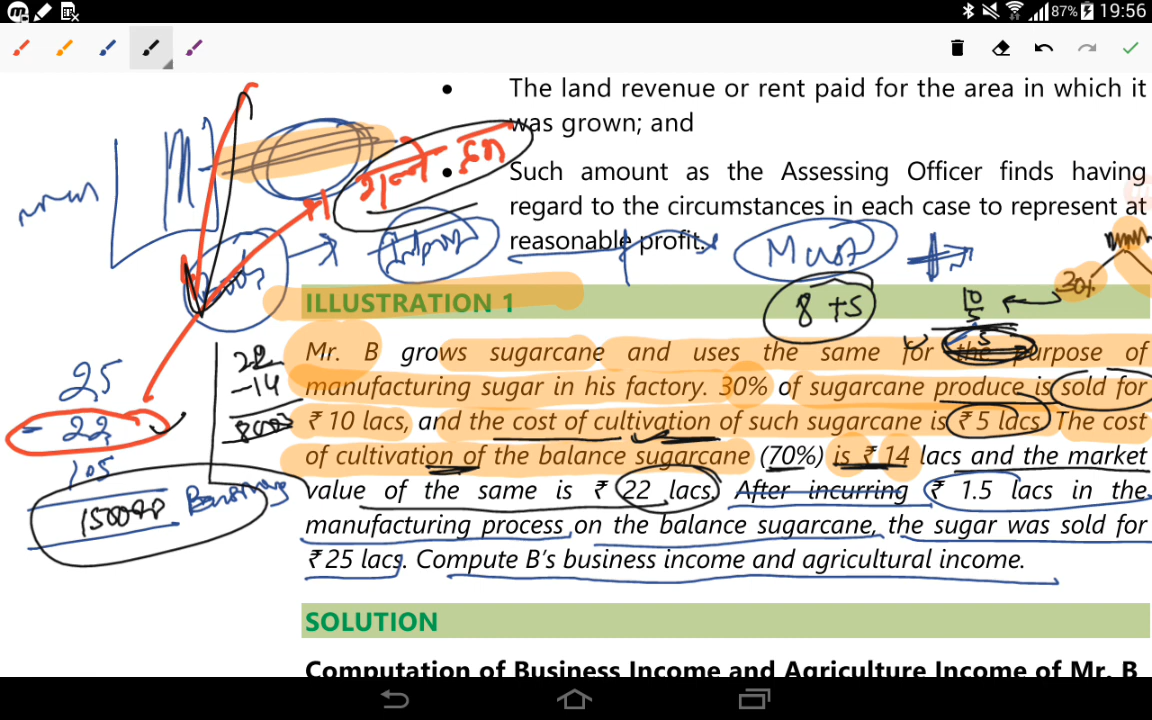 87% 19:56
• The land revenue or rent paid for the area in which it
was grown; and
• Such amount as the Assessing Officer finds having
regard to the circumstances in each case to represent at
reasonable profit.
8 +5
10
5
5
30%
ILLUSTRATION 1
Mr. B grows sugarcane and uses the same for the purpose of
manufacturing sugar in his factory. 30% of sugarcane produce is sold for
₹ 10 lacs, and the cost of cultivation of such sugarcane is ₹ 5 lacs. The cost
of cultivation of the balance sugarcane (70%) is ₹ 14 lacs and the market
value of the same is ₹ 22 lacs. After incurring ₹ 1.5 lacs in the
manufacturing process on the balance sugarcane, the sugar was sold for
₹ 25 lacs. Compute B's business income and agricultural income.
22
-14
25
- 22
SOLUTION
Computation of Business Income and Agriculture Income of Mr. B